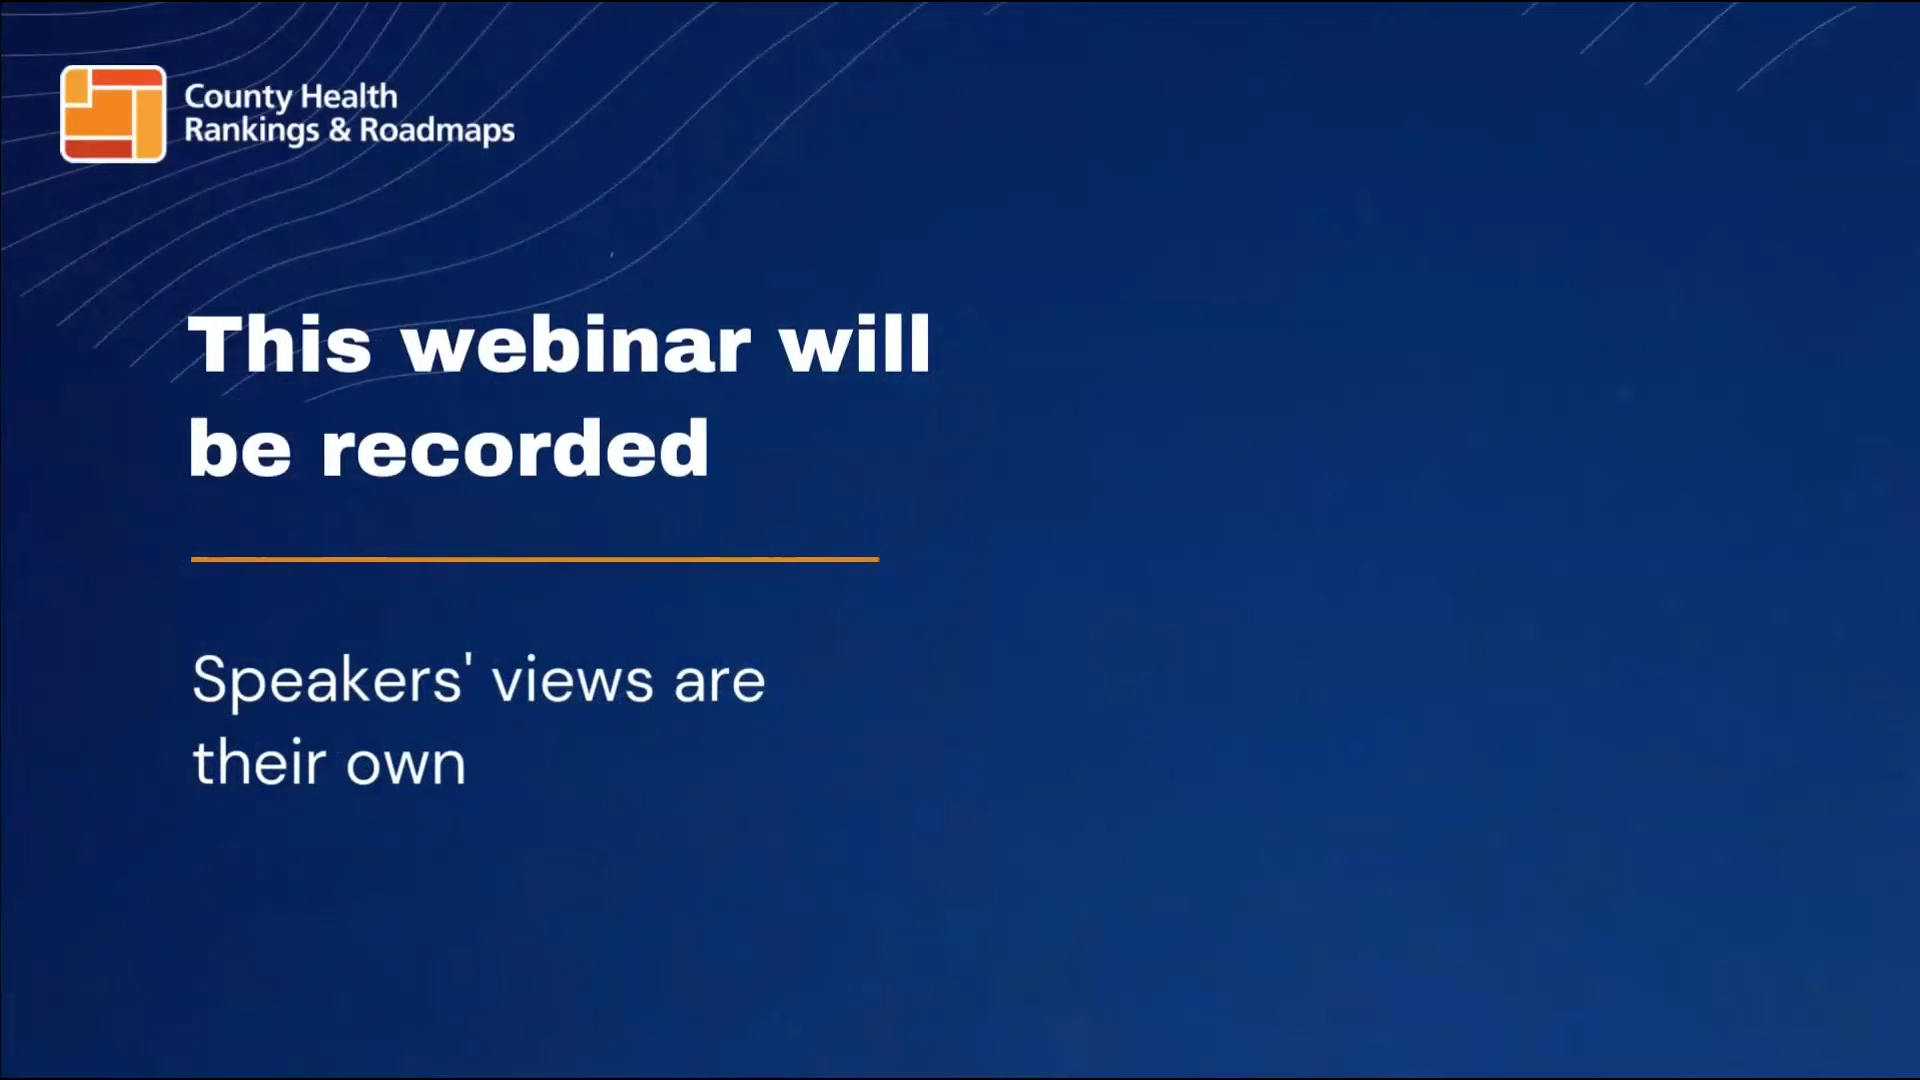 County Health
Rankings & Roadmaps
This webinar will
be recorded
Speakers' views are
their own